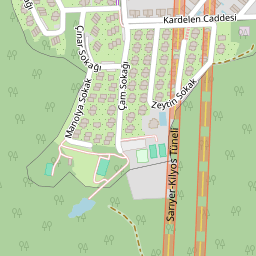 Kardelen Caddesi
Çınar Sokağı
Çam Sokağı
Manolya Sokak
Zeytin Sokak
Sarıyer-Kilyos Tüneli